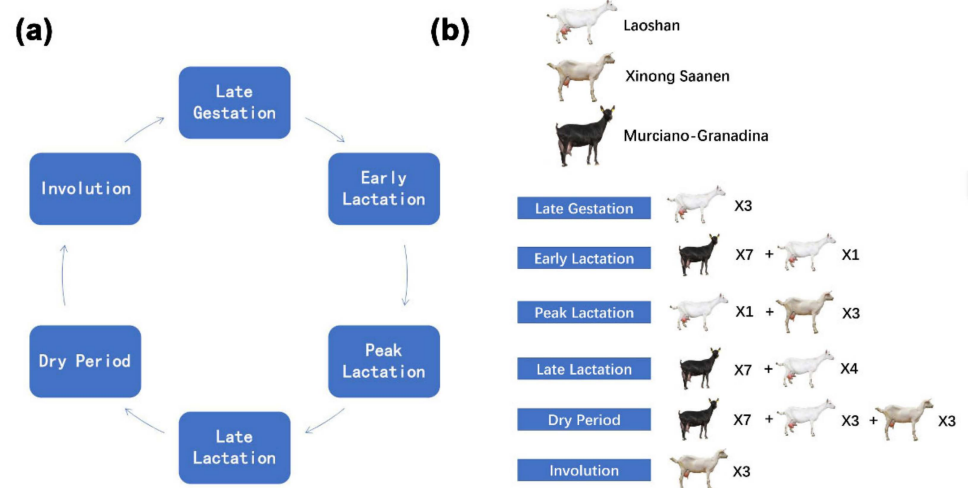 (a)
Late
Gestation
Early
Lactation
Peak
Lactation
Late
Lactation
Dry Period
Involution
(b)
Laoshan
Xinong Saanen
Murciano-Granadina
Late Gestation X3
Early Lactation X7 + X1
Peak Lactation X1 + X3
Late Lactation X7 + X4
Dry Period X7 + X3 + X3
Involution X3